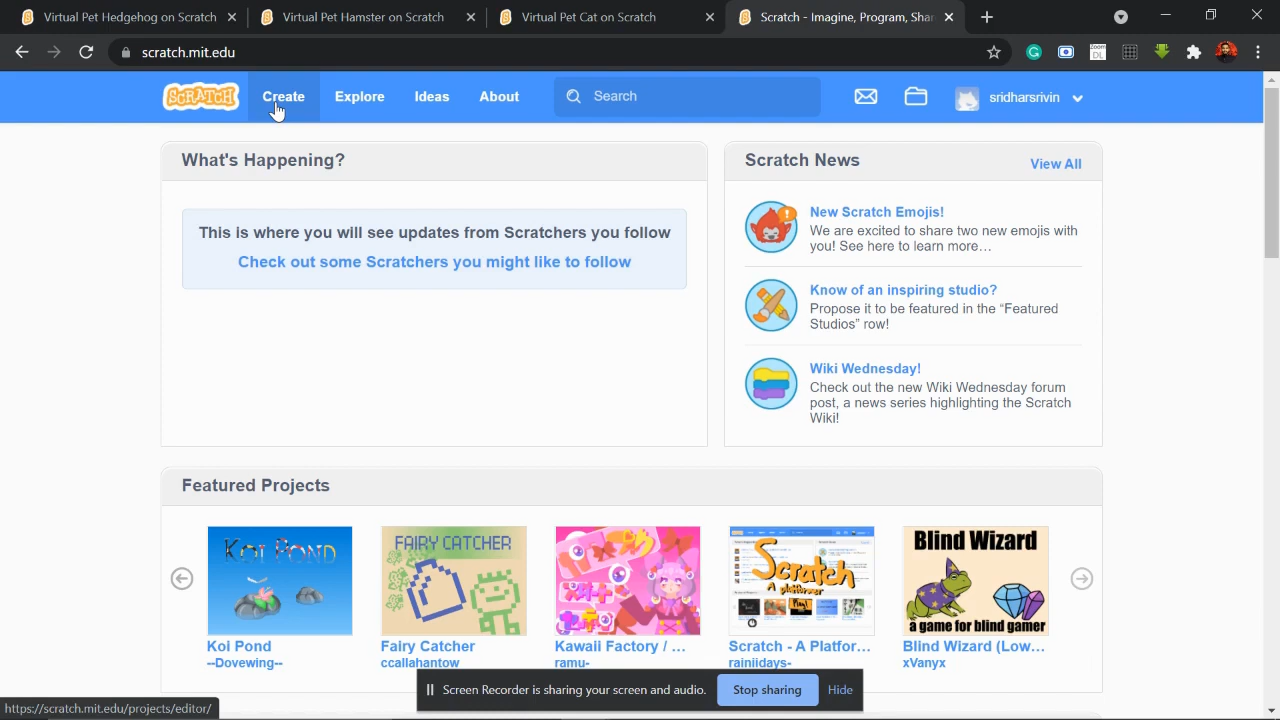 Virtual Pet Hedgehog on Scratch
Virtual Pet Hamster on Scratch
Virtual Pet Cat on Scratch
Scratch - Imagine, Program, Shar
scratch.mit.edu
Zoom
DL
SCRATCH
Create
Explore
Ideas
About
Search
sridharsrivin
What's Happening?
This is where you will see updates from Scratchers you follow
Check out some Scratchers you might like to follow
Scratch News
View All
New Scratch Emojis!
We are excited to share two new emojis with
you! See here to learn more…
Know of an inspiring studio?
Propose it to be featured in the “Featured
Studios” row!
Wiki Wednesday!
Check out the new Wiki Wednesday forum
post, a news series highlighting the Scratch
Wiki!
Featured Projects
KOI POND
FAIRY CATCHER
Scratch
A platformer
Blind Wizard
a game for blind gamer
Koi Pond
--Dovewing--
Fairy Catcher
ccallahantow
Kawaii Factory / ...
ramu-
Scratch - A Platfor...
rainiidays-
Blind Wizard (Low...
xVanyx
Screen Recorder is sharing your screen and audio.
Stop sharing
Hide
https://scratch.mit.edu/projects/editor/